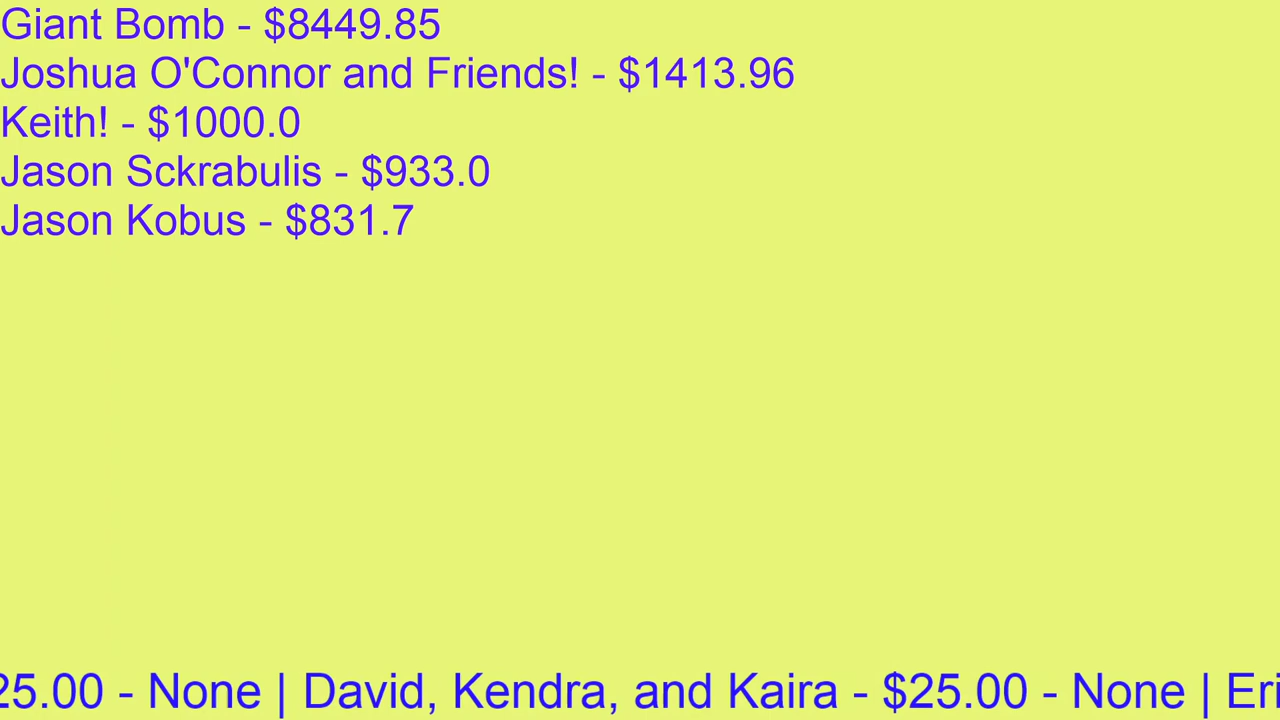 Giant Bomb - $8449.85
Joshua O'Connor and Friends! - $1413.96
Keith! - $1000.0
Jason Sckrabulis - $933.0
Jason Kobus - $831.7
25.00 - None | David, Kendra, and Kaira - $25.00 - None | Eri